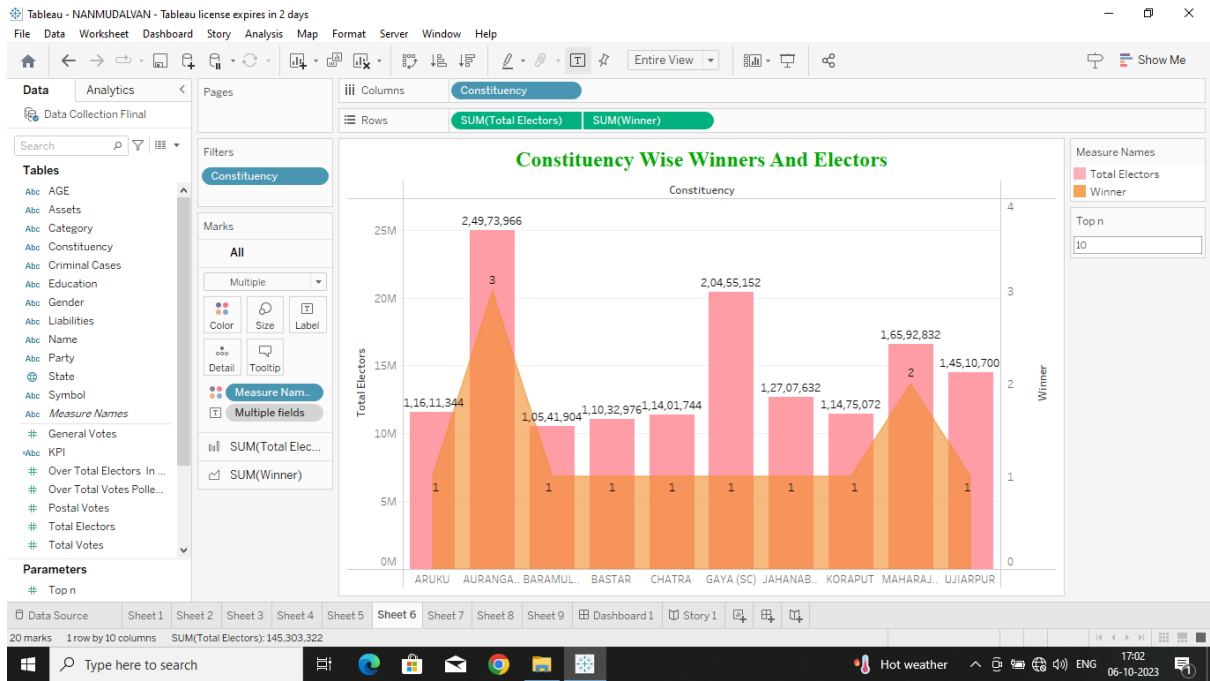 Tableau - NANMUDALVAN - Tableau license expires in 2 days
File Data Worksheet Dashboard Story Analysis Map Format Server Window Help
Entire View
Show Me
Data Analytics
Data Collection Flinal
Search
Tables
Abc AGE
Abc Assets
Abc Category
Abc Constituency
Abc Criminal Cases
Abc Education
Abc Gender
Abc Liabilities
Abc Name
Abc Party
State
Abc Symbol
Abc Measure Names
# General Votes
=Abc KPI
# Over Total Electors In ...
# Over Total Votes Polle...
# Postal Votes
# Total Electors
# Total Votes
Parameters
# Top n
Pages
Filters
Constituency
Marks
All
Multiple
Color Size Label
Detail Tooltip
Measure Nam..
Multiple fields
SUM(Total Elec...
SUM(Winner)
Columns Constituency
Rows SUM(Total Electors) SUM(Winner)
Constituency Wise Winners And Electors
Constituency
Total Electors
25M
20M
15M
10M
5M
0M
2,49,73,966
2,04,55,152
1,65,92,832
1,45,10,700
1,27,07,632
1,16,11,344 1,05,41,904 1,10,32,976 1,14,01,744 1,14,75,072
3
2
1 1 1 1 1 1 1 1
4
3
2
1
0
Winner
ARUKU AURANGA.. BARAMUL.. BASTAR CHATRA GAYA (SC) JAHANAB.. KORAPUT MAHARAJ.. UJIARPUR
Measure Names
Total Electors
Winner
Top n
10
Data Source Sheet 1 Sheet 2 Sheet 3 Sheet 4 Sheet 5 Sheet 6 Sheet 7 Sheet 8 Sheet 9 Dashboard 1 Story 1
20 marks 1 row by 10 columns SUM(Total Electors): 145,303,322
Type here to search
Hot weather
ENG
17:02
06-10-2023
1